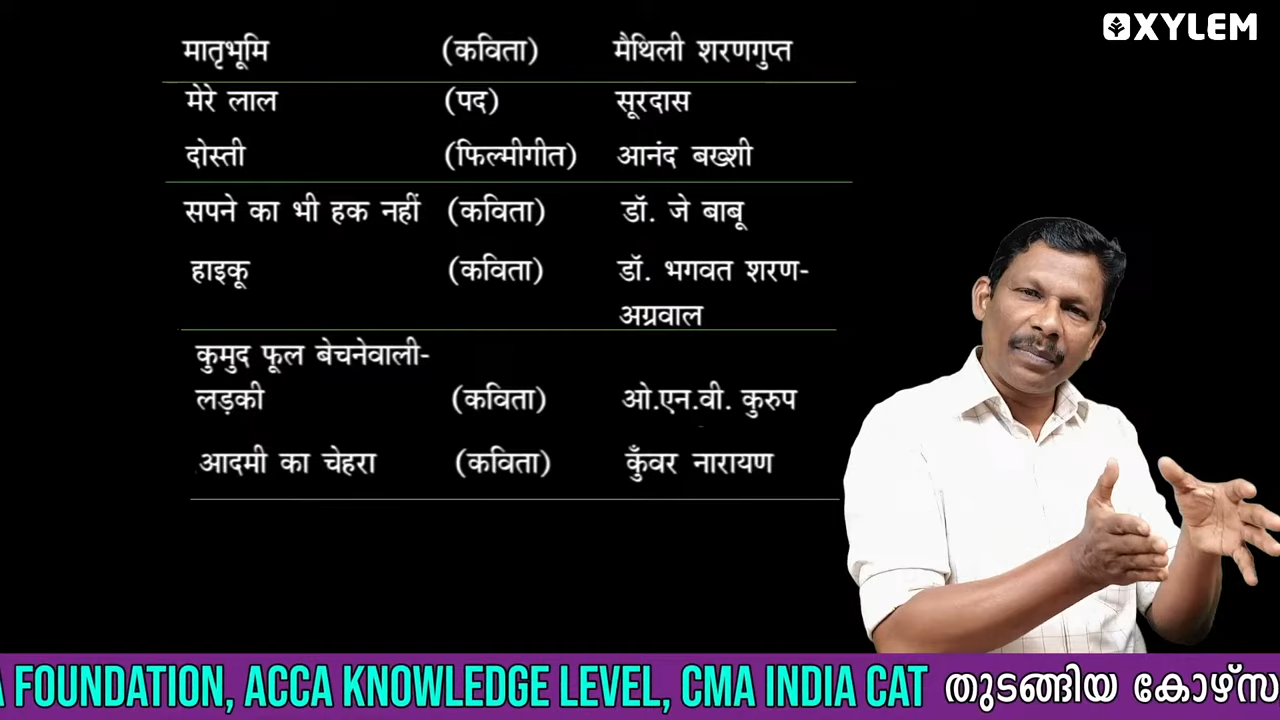 OXYLEM
मातृभूमि (कविता) मैथिली शरणगुप्त
मेरे लाल (पद) सूरदास
दोस्ती (फिल्मीगीत) आनंद बख्शी
सपने का भी हक नहीं (कविता) डॉ. जे बाबू
हाइकू (कविता) डॉ. भगवत शरण-
अग्रवाल
कुमुद फूल बेचनेवाली-
लड़की (कविता) ओ.एन.वी. कुरुप
आदमी का चेहरा (कविता) कुँवर नारायण
A FOUNDATION, ACCA KNOWLEDGE LEVEL, CMA INDIA CAT തുടങ്ങിയ കോഴ്സ